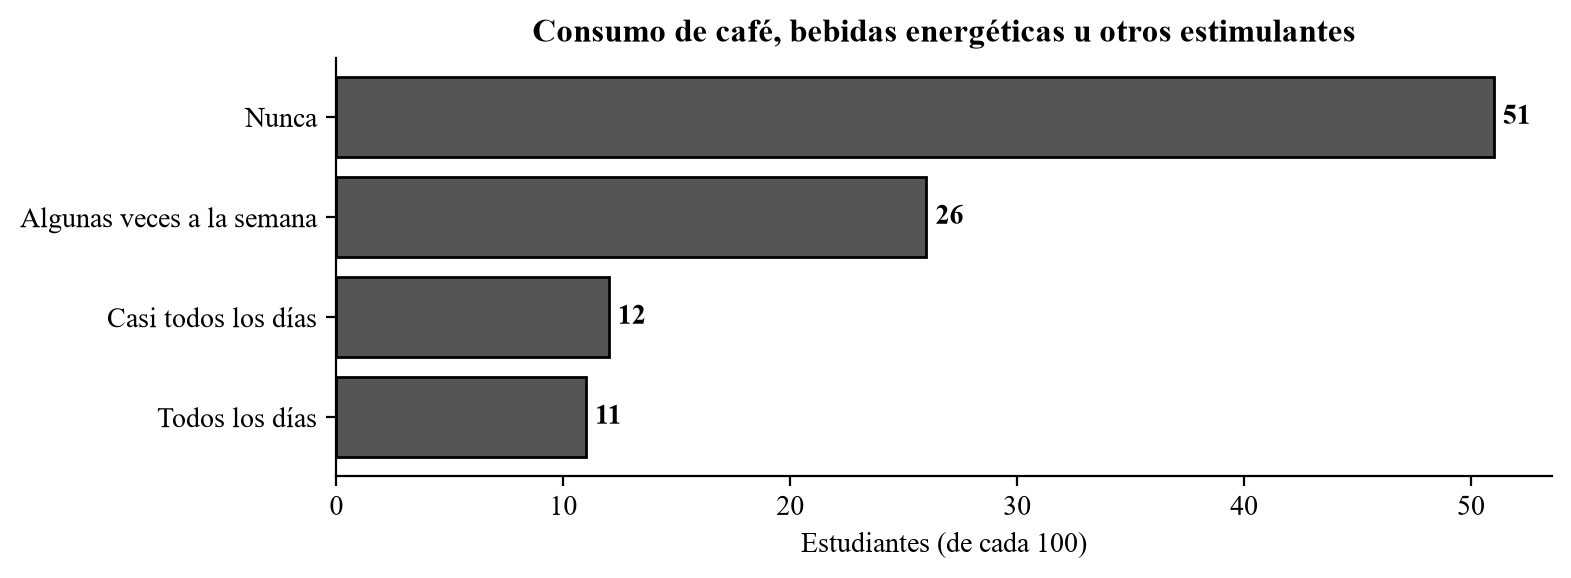 Consumo de café, bebidas energéticas u otros estimulantes
Nunca
51
Algunas veces a la semana
26
Casi todos los días
12
Todos los días
11
0 10 20 30 40 50
Estudiantes (de cada 100)